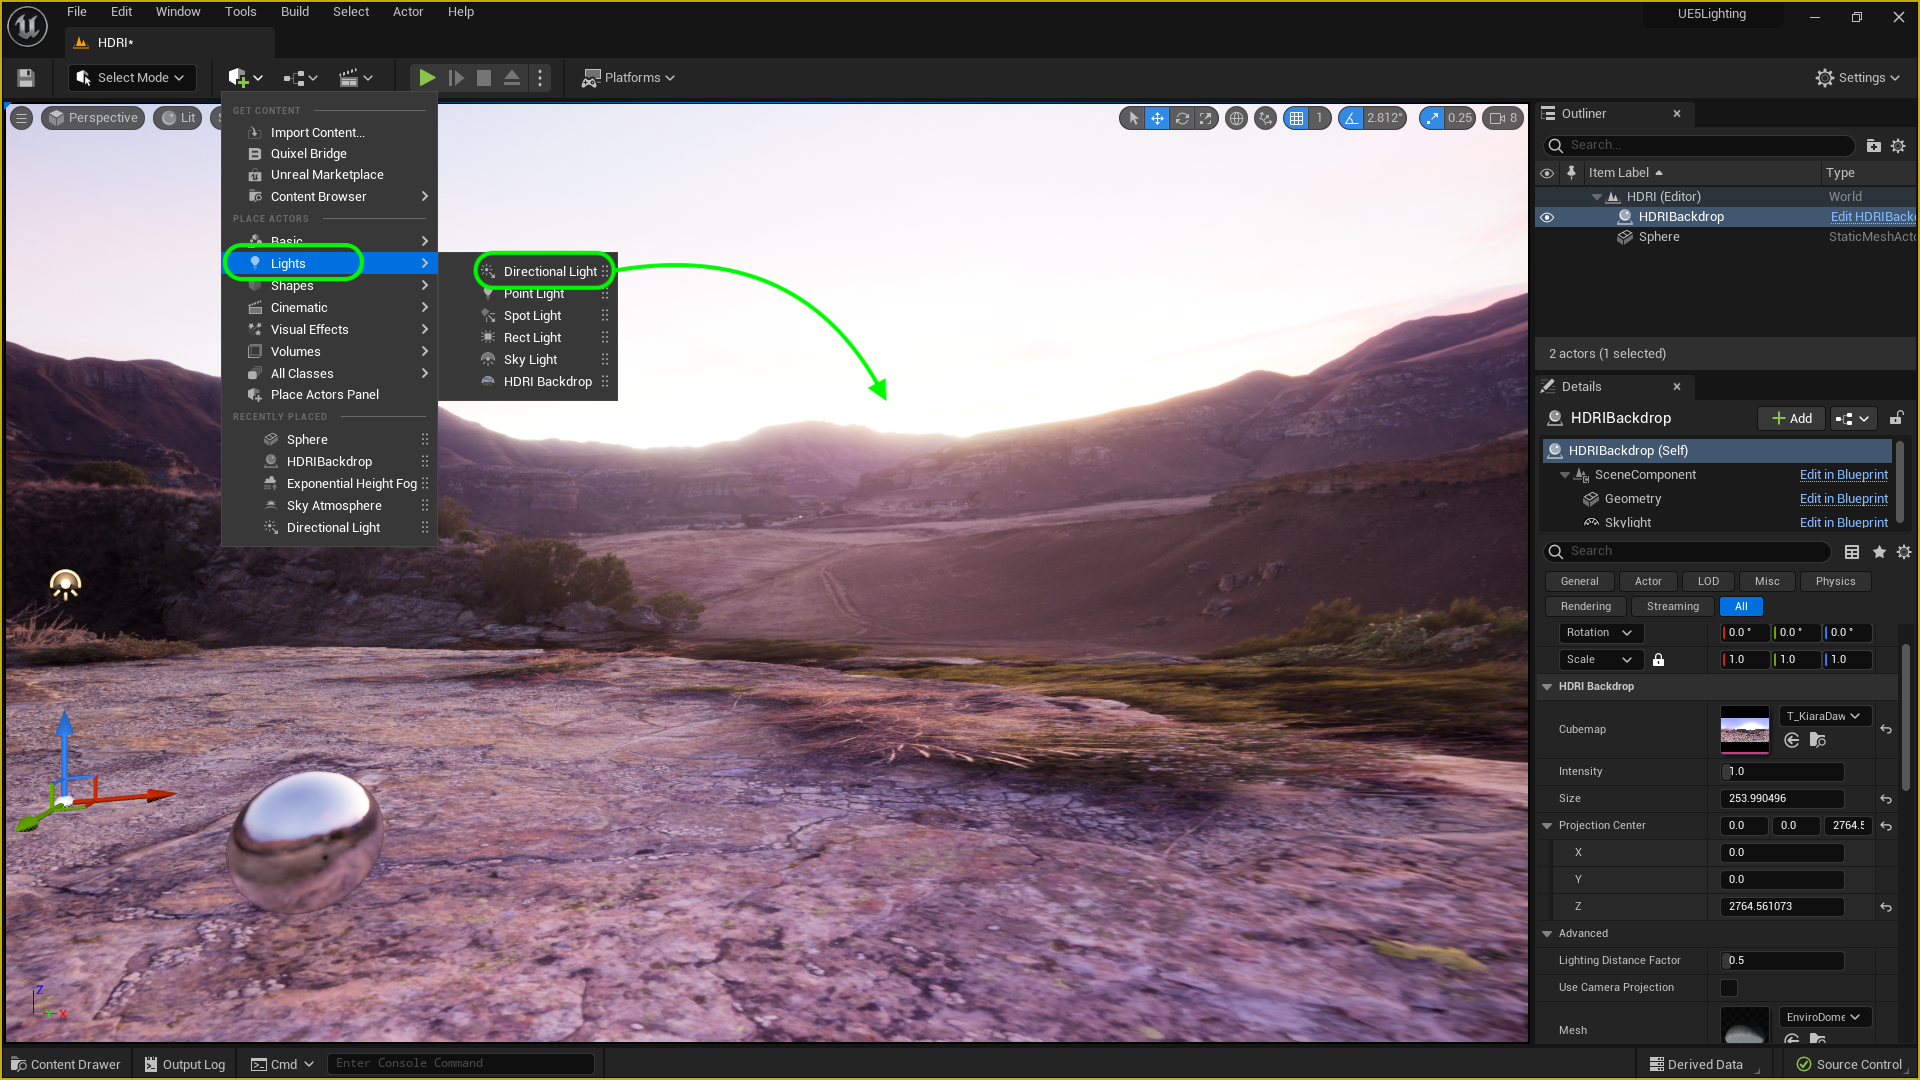 File Edit Window Tools Build Select Actor Help
UE5Lighting
HDRI*
Select Mode
Platforms
Settings
Perspective
Lit
1
2.812°
0.25
8
GET CONTENT
Import Content...
Quixel Bridge
Unreal Marketplace
Content Browser
PLACE ACTORS
Basic
Lights
Shapes
Cinematic
Visual Effects
Volumes
All Classes
Place Actors Panel
RECENTLY PLACED
Sphere
HDRIBackdrop
Exponential Height Fog
Sky Atmosphere
Directional Light
Directional Light
Point Light
Spot Light
Rect Light
Sky Light
HDRI Backdrop
Z
Y
X
Outliner
Search...
Item Label Type
HDRI (Editor) World
HDRIBackdrop Edit HDRIBack
Sphere StaticMeshActo
2 actors (1 selected)
Details
HDRIBackdrop
Add
HDRIBackdrop (Self)
SceneComponent Edit in Blueprint
Geometry Edit in Blueprint
Skylight Edit in Blueprint
Search
General Actor LOD Misc Physics
Rendering Streaming All
Rotation 0.0 ° 0.0 ° 0.0 °
Scale 1.0 1.0 1.0
HDRI Backdrop
Cubemap T_KiaraDaw
Intensity 1.0
Size 253.990496
Projection Center 0.0 0.0 2764.5
X 0.0
Y 0.0
Z 2764.561073
Advanced
Lighting Distance Factor 0.5
Use Camera Projection
Mesh EnviroDome
Content Drawer
Output Log
Cmd
Enter Console Command
Derived Data
Source Control